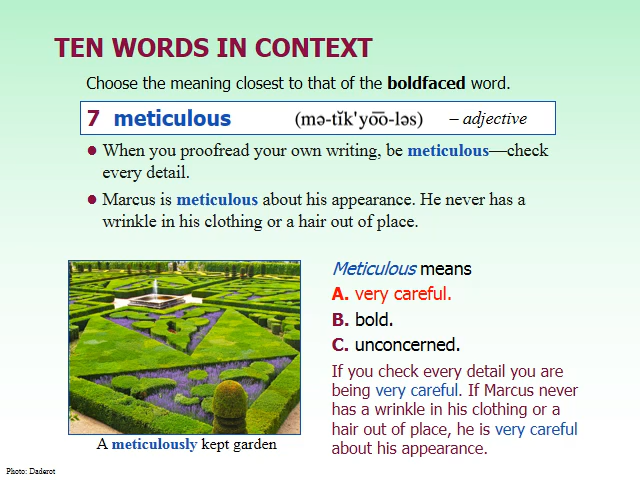 TEN WORDS IN CONTEXT
Choose the meaning closest to that of the boldfaced word.
7 meticulous (mə-tĭk'yo͞o-ləs) – adjective
● When you proofread your own writing, be meticulous—check
every detail.
● Marcus is meticulous about his appearance. He never has a
wrinkle in his clothing or a hair out of place.
A meticulously kept garden
Meticulous means
A. very careful.
B. bold.
C. unconcerned.
If you check every detail you are
being very careful. If Marcus never
has a wrinkle in his clothing or a
hair out of place, he is very careful
about his appearance.
Photo: Daderot